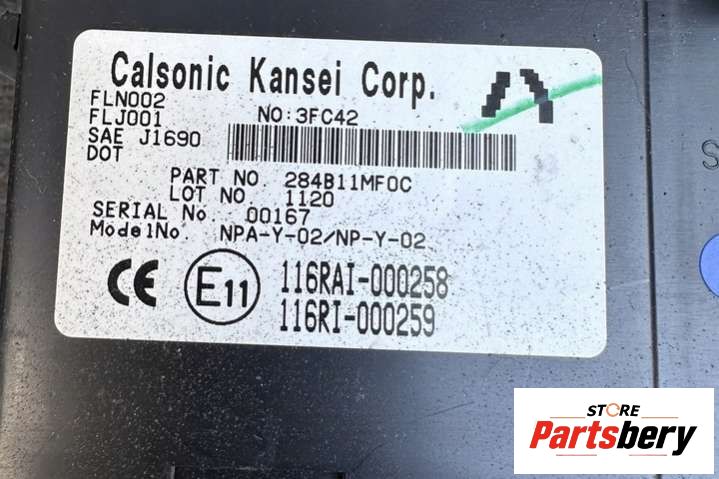 Calsonic Kansei Corp.
FLN002
FLJ001 NO:3FC42
SAE J1690
DOT
PART NO. 284B11MF0C
LOT NO 1120
SERIAL No. 00167
ModelNo. NPA-Y-02/NP-Y-02
CE E11 116RAI-000258
116RI-000259
S
STORE
Partsbery